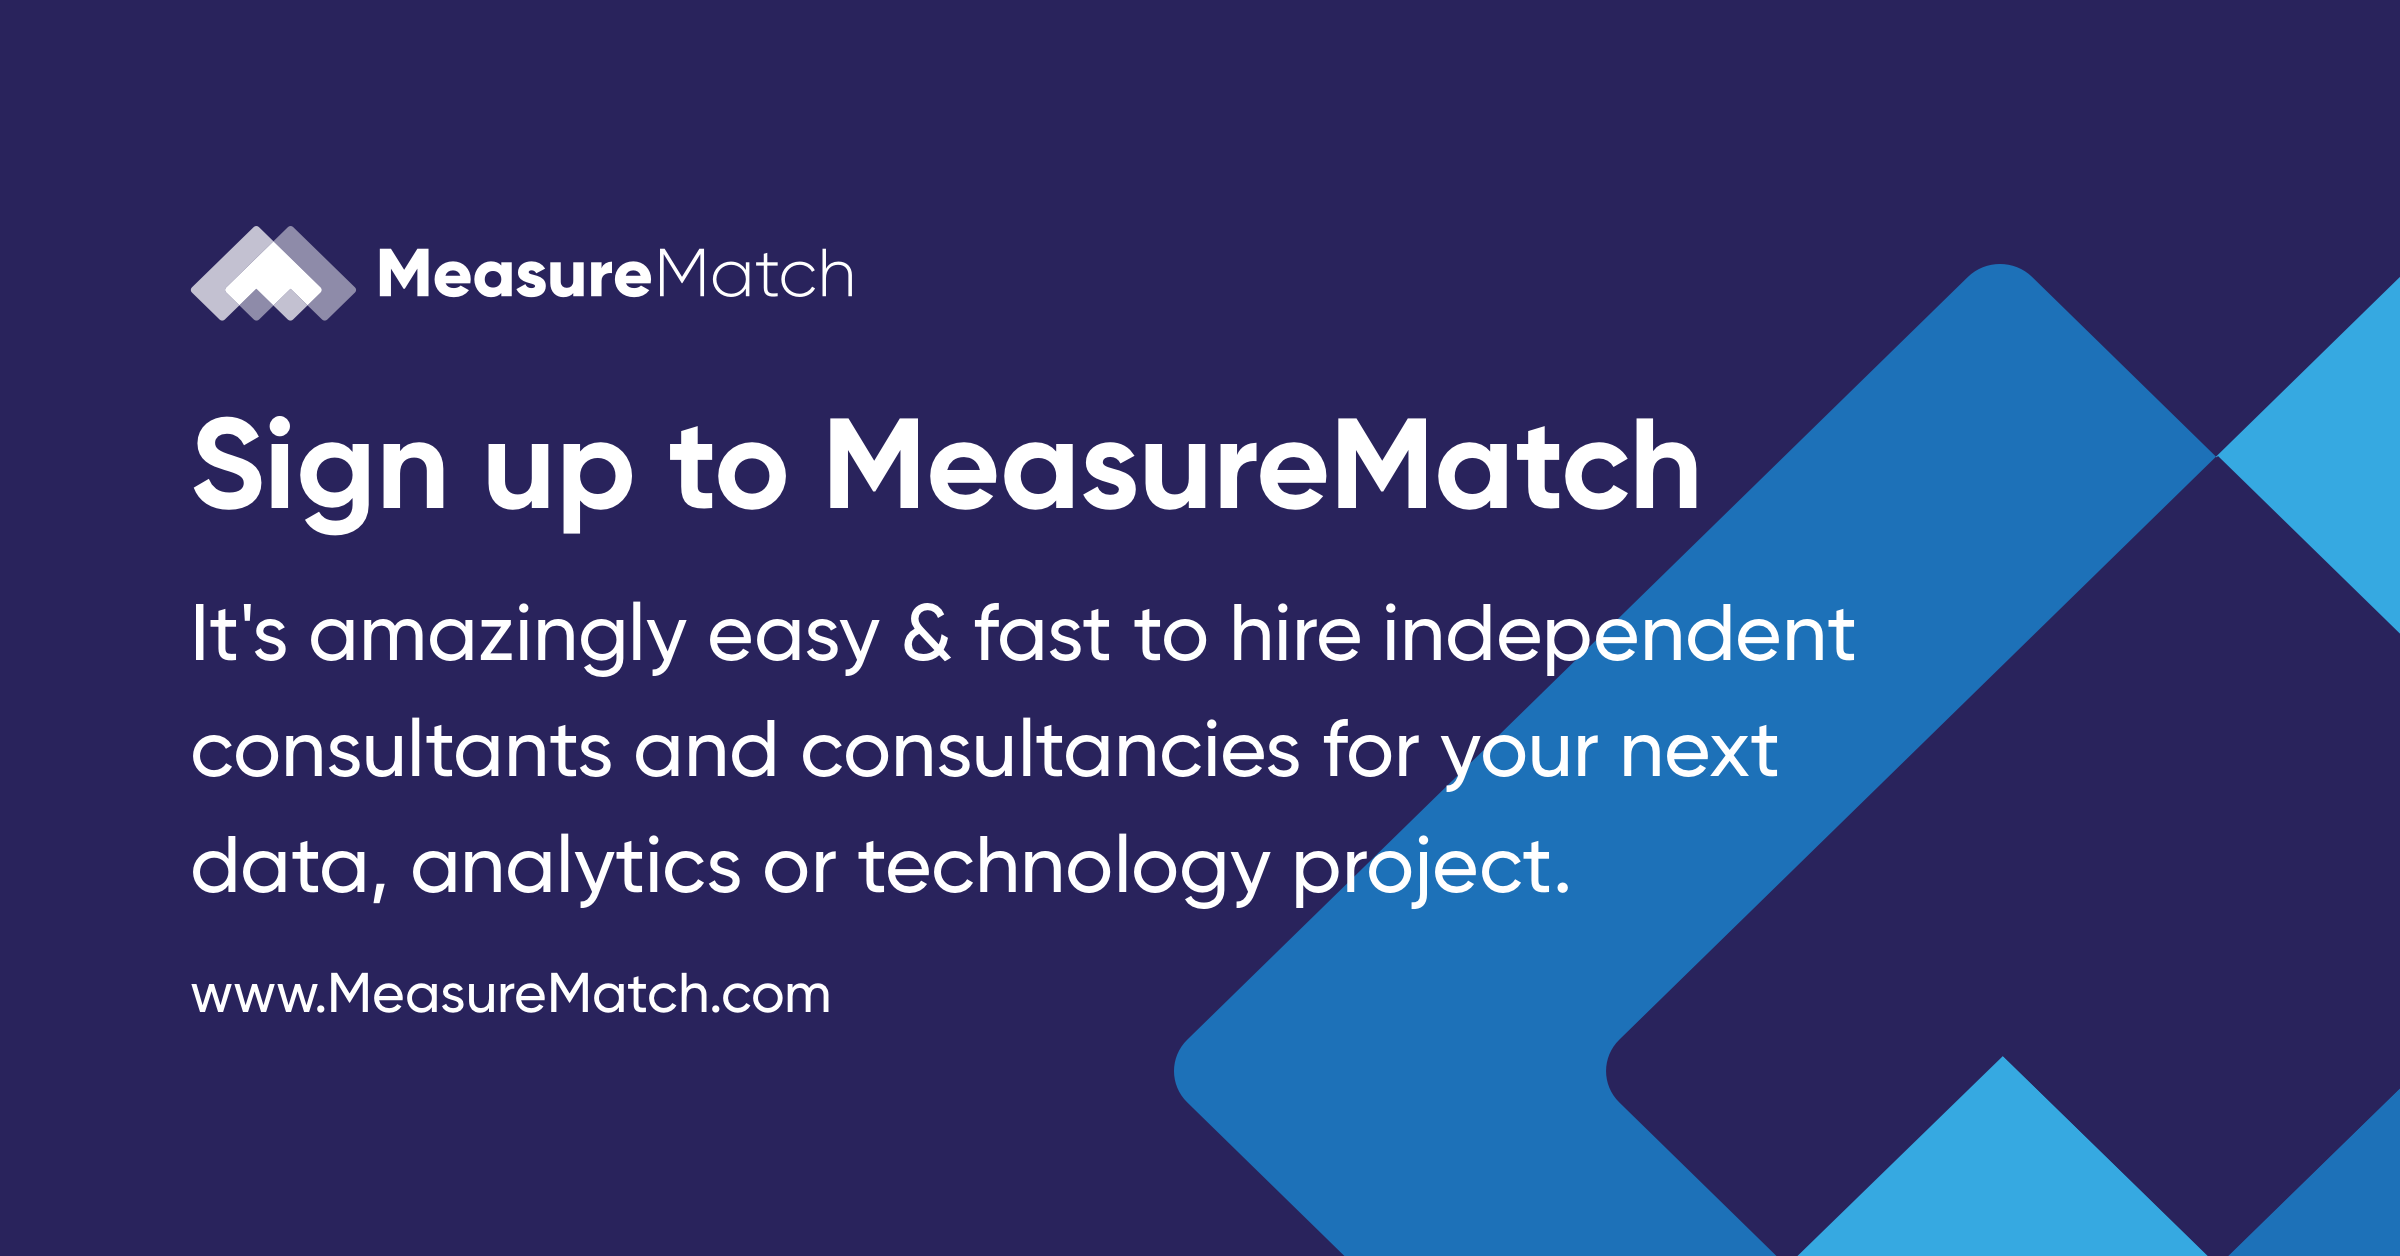 MeasureMatch
Sign up to MeasureMatch
It's amazingly easy & fast to hire independent
consultants and consultancies for your next
data, analytics or technology project.
www.MeasureMatch.com